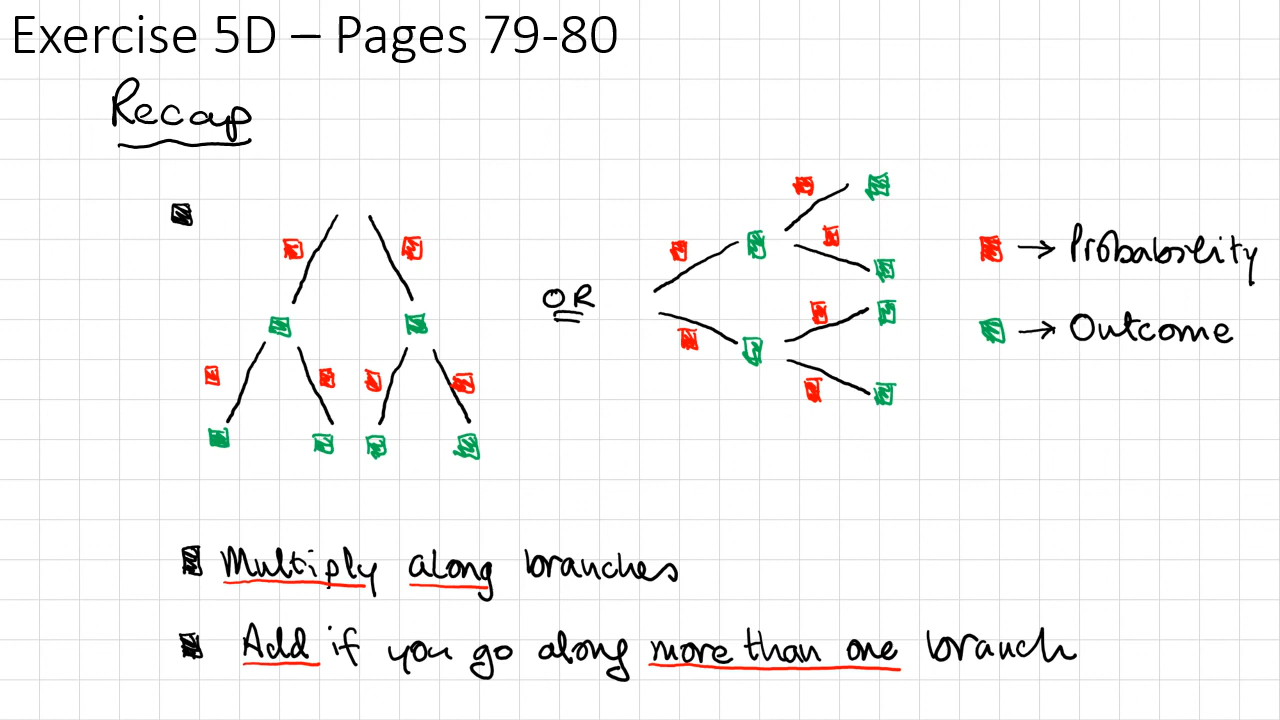 Exercise 5D – Pages 79-80
Recap
OR
→ Probability
→ Outcome
Multiply along branches
Add if you go along more than one branch